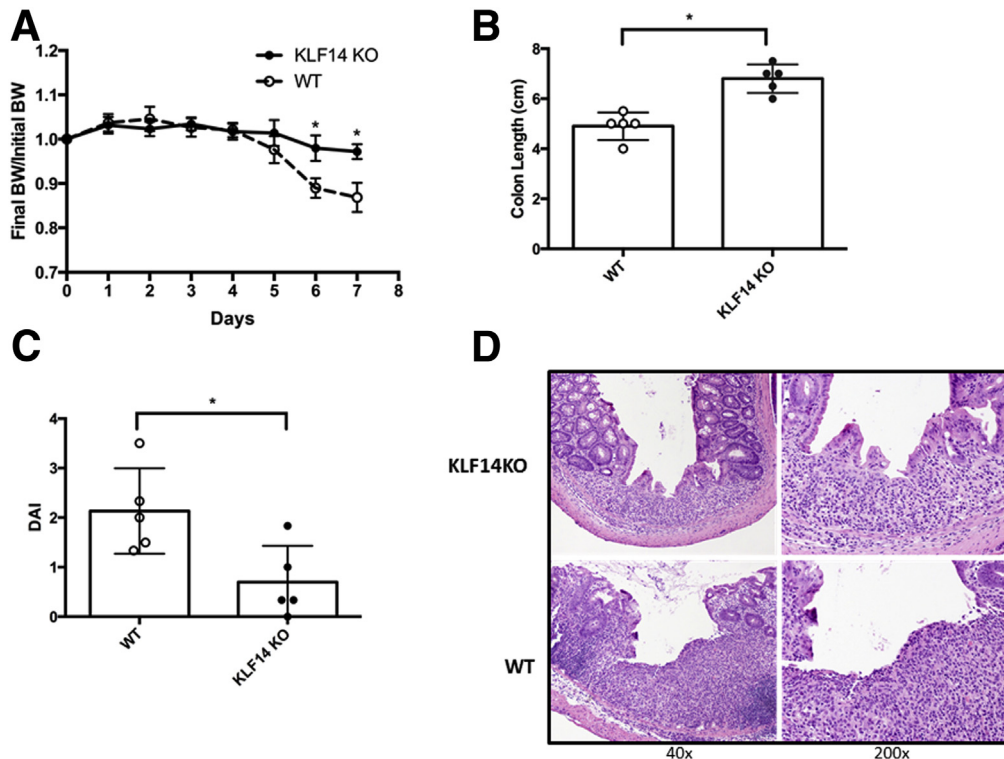 A
KLF14 KO
WT
1.2
1.1
1.0
0.9
0.8
0.7
0 1 2 3 4 5 6 7 8
* *
Final BW/Initial BW
Days
B
*
8
6
4
2
0
Colon Length (cm)
WT
KLF14 KO
C
*
4
3
2
1
0
DAI
WT
KLF14 KO
D
KLF14KO
WT
40x
200x